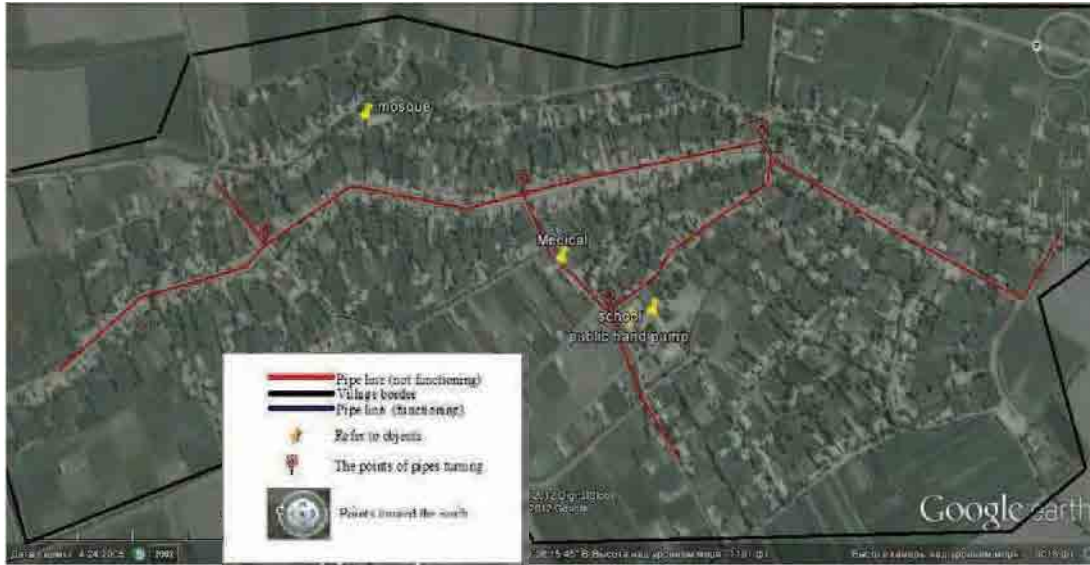 mosque
Medical
school
public hand pump
Pipe line (not functioning)
Village border
Pipe line (functioning)
Refer to objects
The points of pipes turning
Points toward the north
Google earth